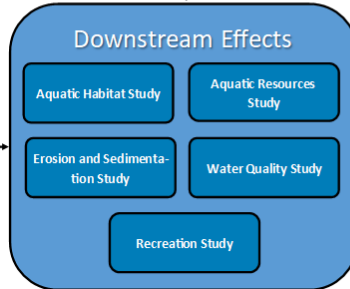 Downstream Effects
Aquatic Habitat Study
Aquatic Resources
Study
Erosion and Sedimenta-
tion Study
Water Quality Study
Recreation Study